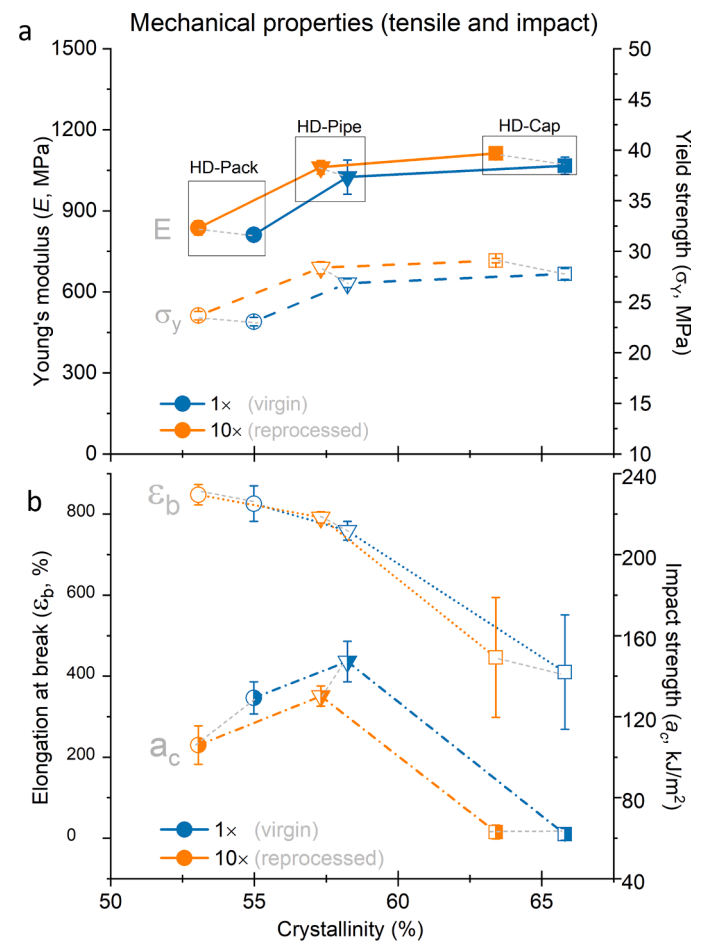 Mechanical properties (tensile and impact)
a
1500
1200
900
600
300
0
Young's modulus (E, MPa)
50
45
40
35
30
25
20
15
10
Yield strength (σY, MPa)
HD-Pack
HD-Pipe
HD-Cap
E
σy
1× (virgin)
10× (reprocessed)
b
800
600
400
200
0
Elongation at break (εb, %)
240
200
160
120
80
40
Impact strength (ac, kJ/m²)
εb
ac
1× (virgin)
10× (reprocessed)
50
55
60
65
Crystallinity (%)